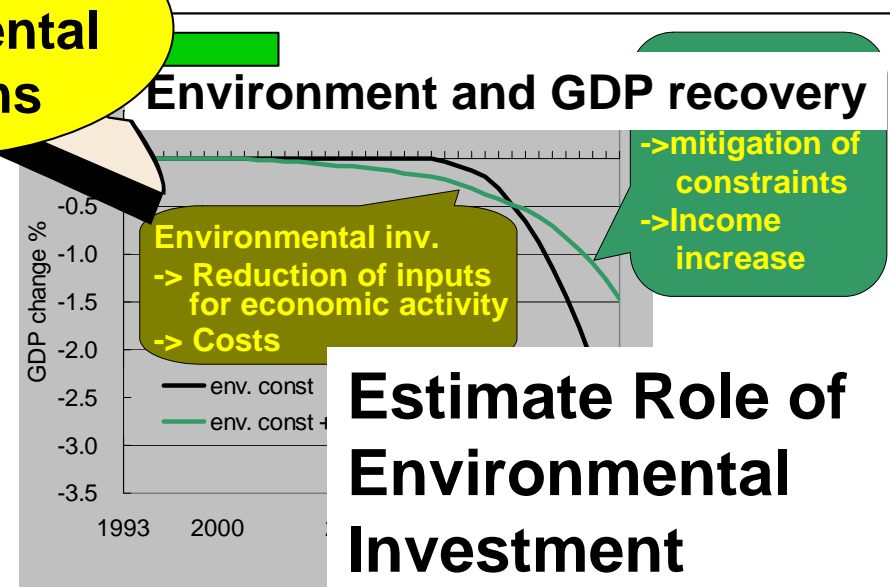 ental
ns
Environment and GDP recovery
->mitigation of
constraints
->Income
increase
Environmental inv.
-> Reduction of inputs
for economic activity
-> Costs
GDP change %
-0.5
-1.0
-1.5
-2.0
-2.5
-3.0
-3.5
env. const
env. const +
1993 2000
Estimate Role of
Environmental
Investment